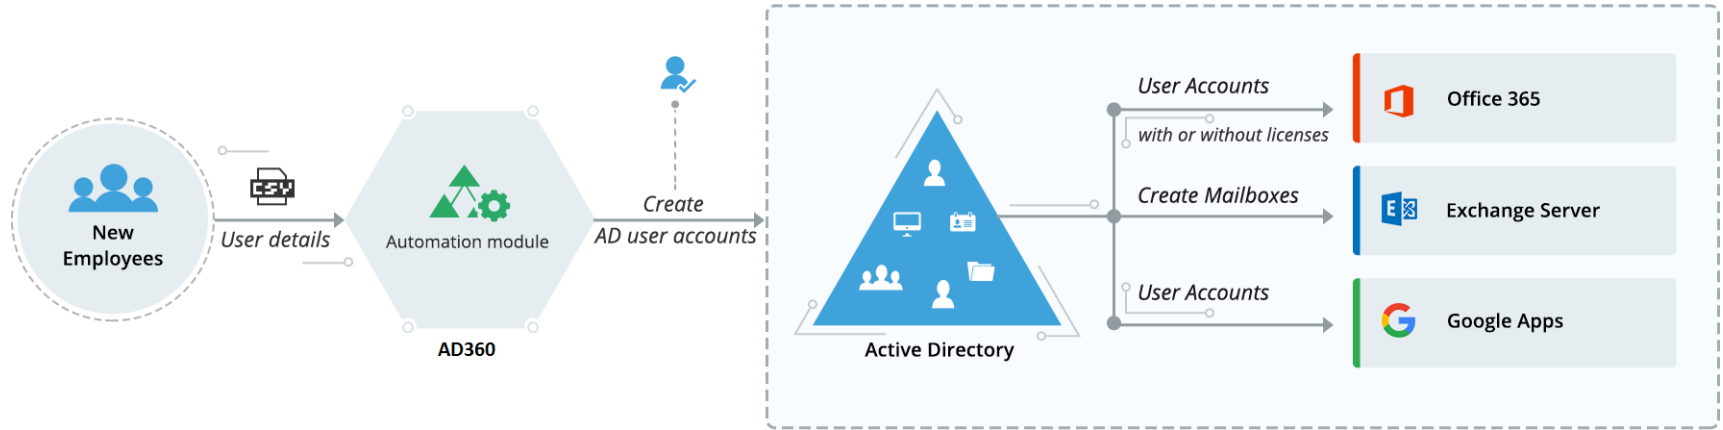 New
Employees
CSV
User details
Automation module
AD360
Create
AD user accounts
Active Directory
User Accounts
with or without licenses
Create Mailboxes
User Accounts
Office 365
Exchange Server
Google Apps